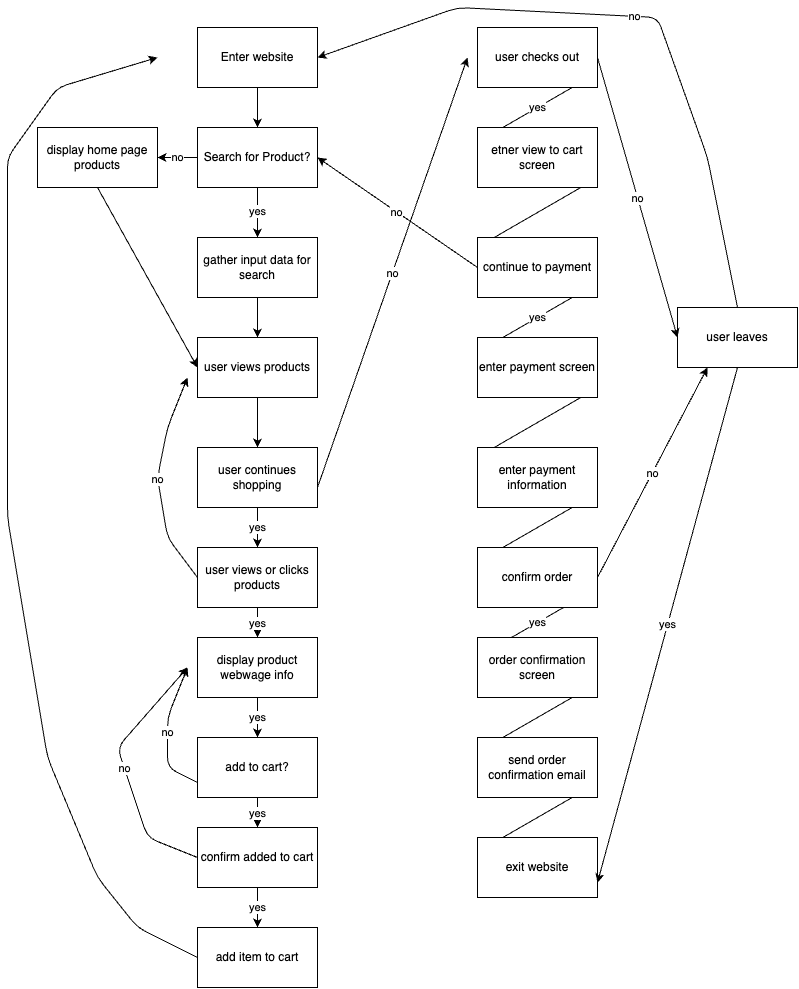 no
Enter website
user checks out
yes
display home page
products
no
Search for Product?
etner view to cart
screen
no
yes
no
gather input data for
search
continue to payment
no
yes
user leaves
user views products
enter payment screen
user continues
shopping
enter payment
information
no
no
yes
user views or clicks
products
confirm order
yes
yes
yes
display product
webwage info
order confirmation
screen
yes
no
add to cart?
send order
confirmation email
no
yes
confirm added to cart
exit website
yes
add item to cart